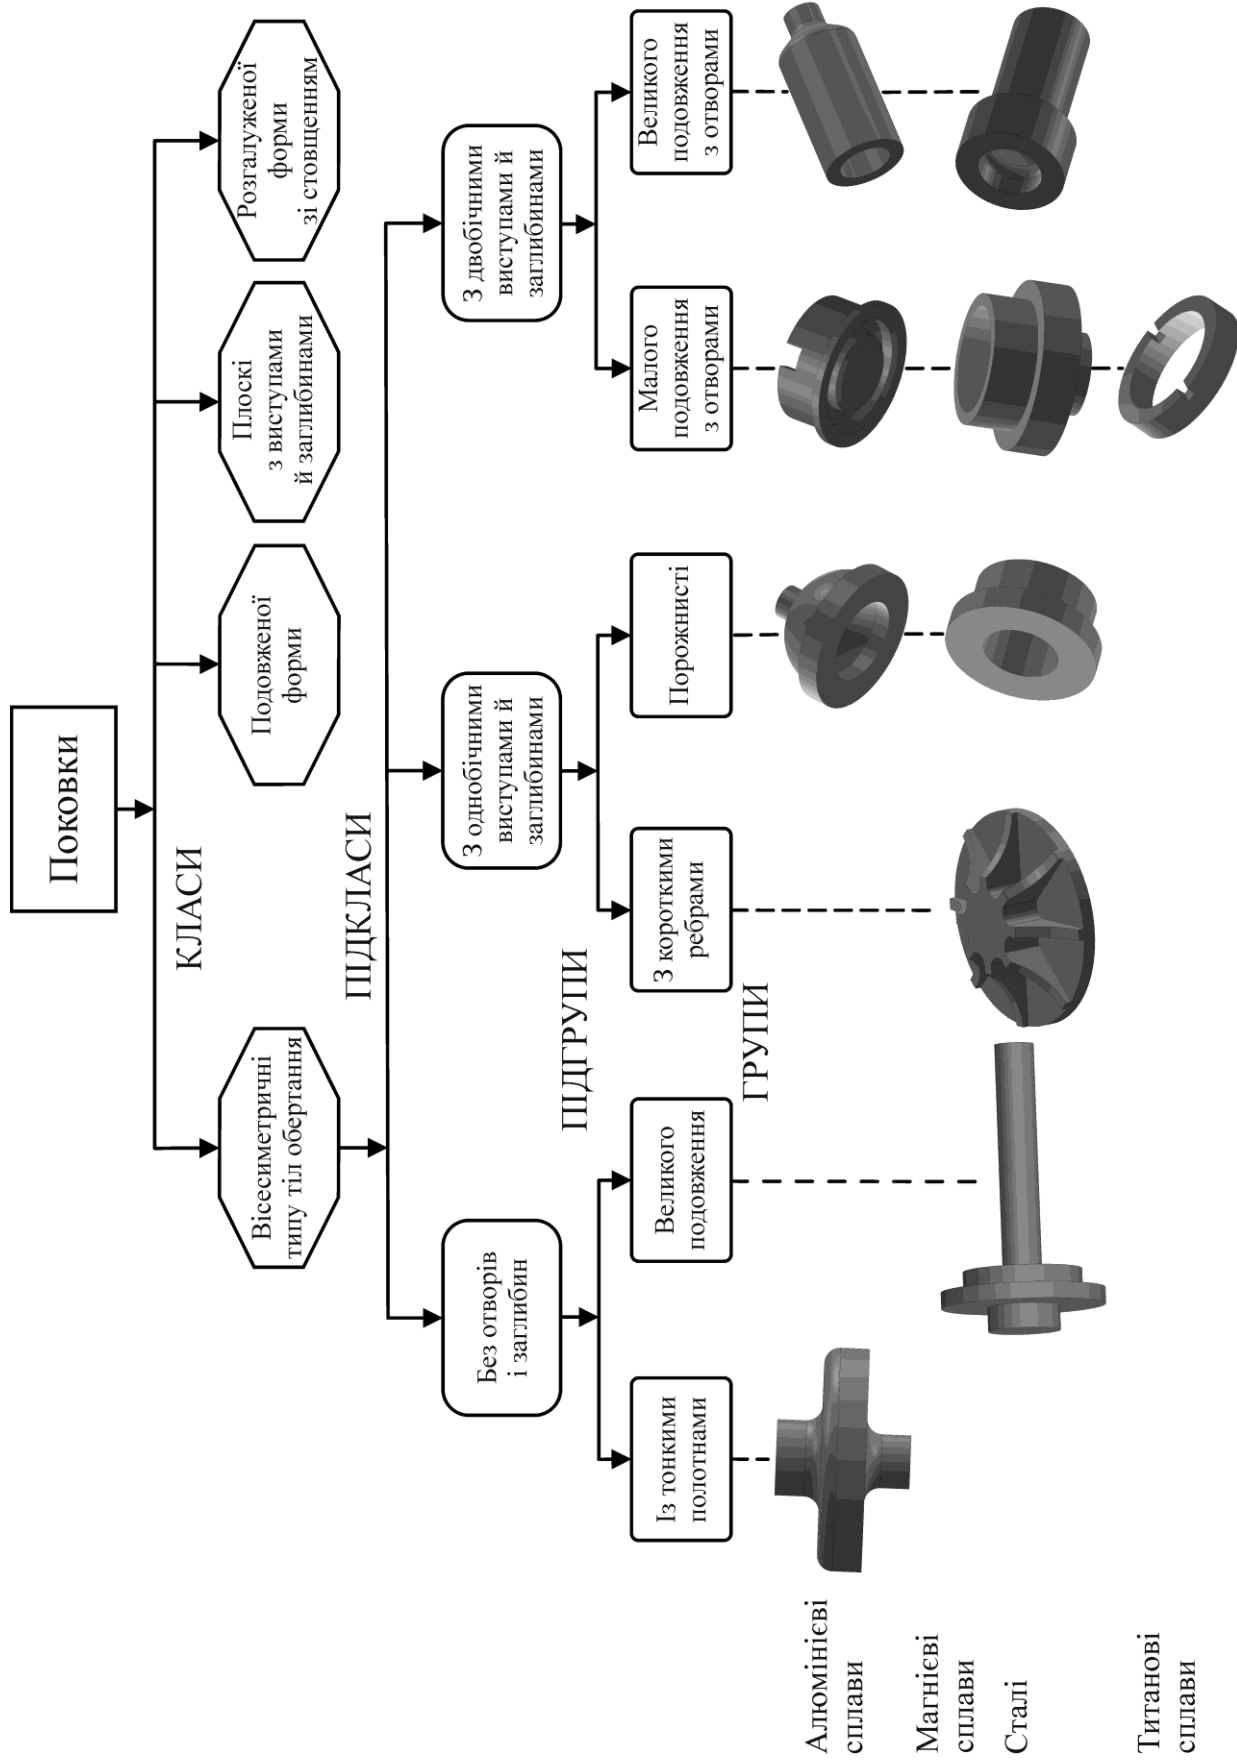 Поковки
КЛАСИ
Вісесиметричні
типу тіл обертання
Подовженої
форми
Плоскі
з виступами
й заглибинами
Розгалуженої
форми
зі стовщенням
ПІДКЛАСИ
Без отворів
і заглибин
З однобічними
виступами й
заглибинами
З двобічними
виступами й
заглибинами
ПІДГРУПИ
Із тонкими
полотнами
Великого
подовження
З короткими
ребрами
Порожнисті
Малого
подовження
з отворами
Великого
подовження
з отворами
ГРУПИ
Алюмінієві
сплави
Магнієві
сплави
Сталі
Титанові
сплави